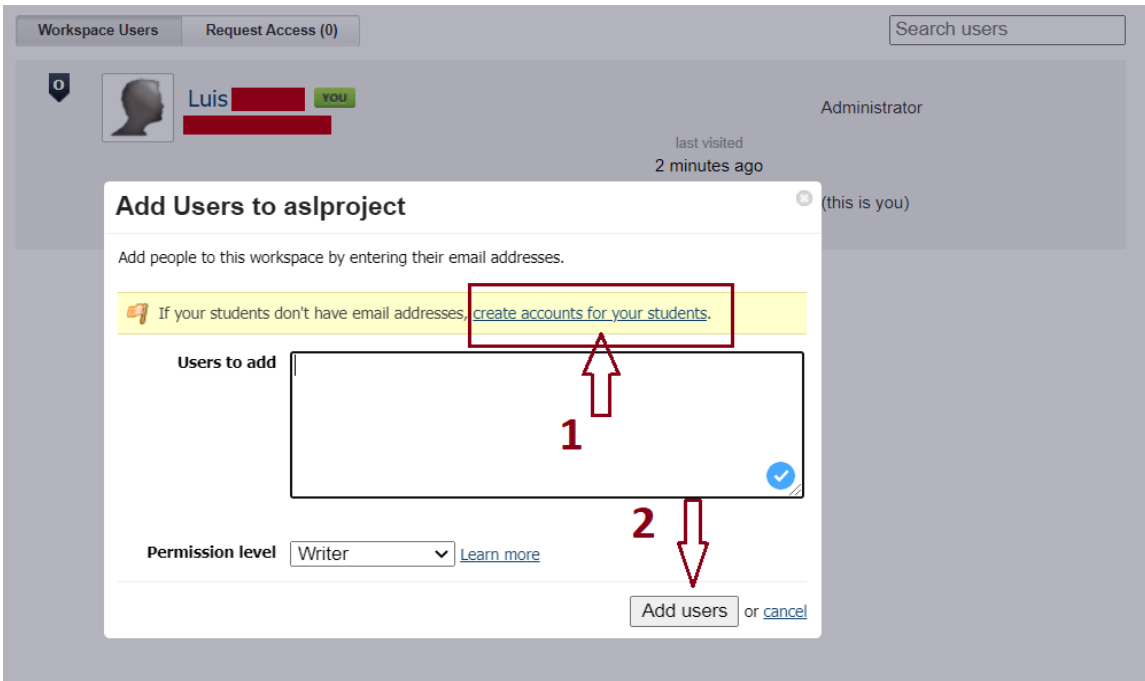 Workspace Users Request Access (0) Search users
O
Luis YOU
Administrator
last visited
2 minutes ago
(this is you)
Add Users to aslproject
Add people to this workspace by entering their email addresses.
If your students don't have email addresses, create accounts for your students.
Users to add
1
2
Permission level Writer Learn more
Add users or cancel